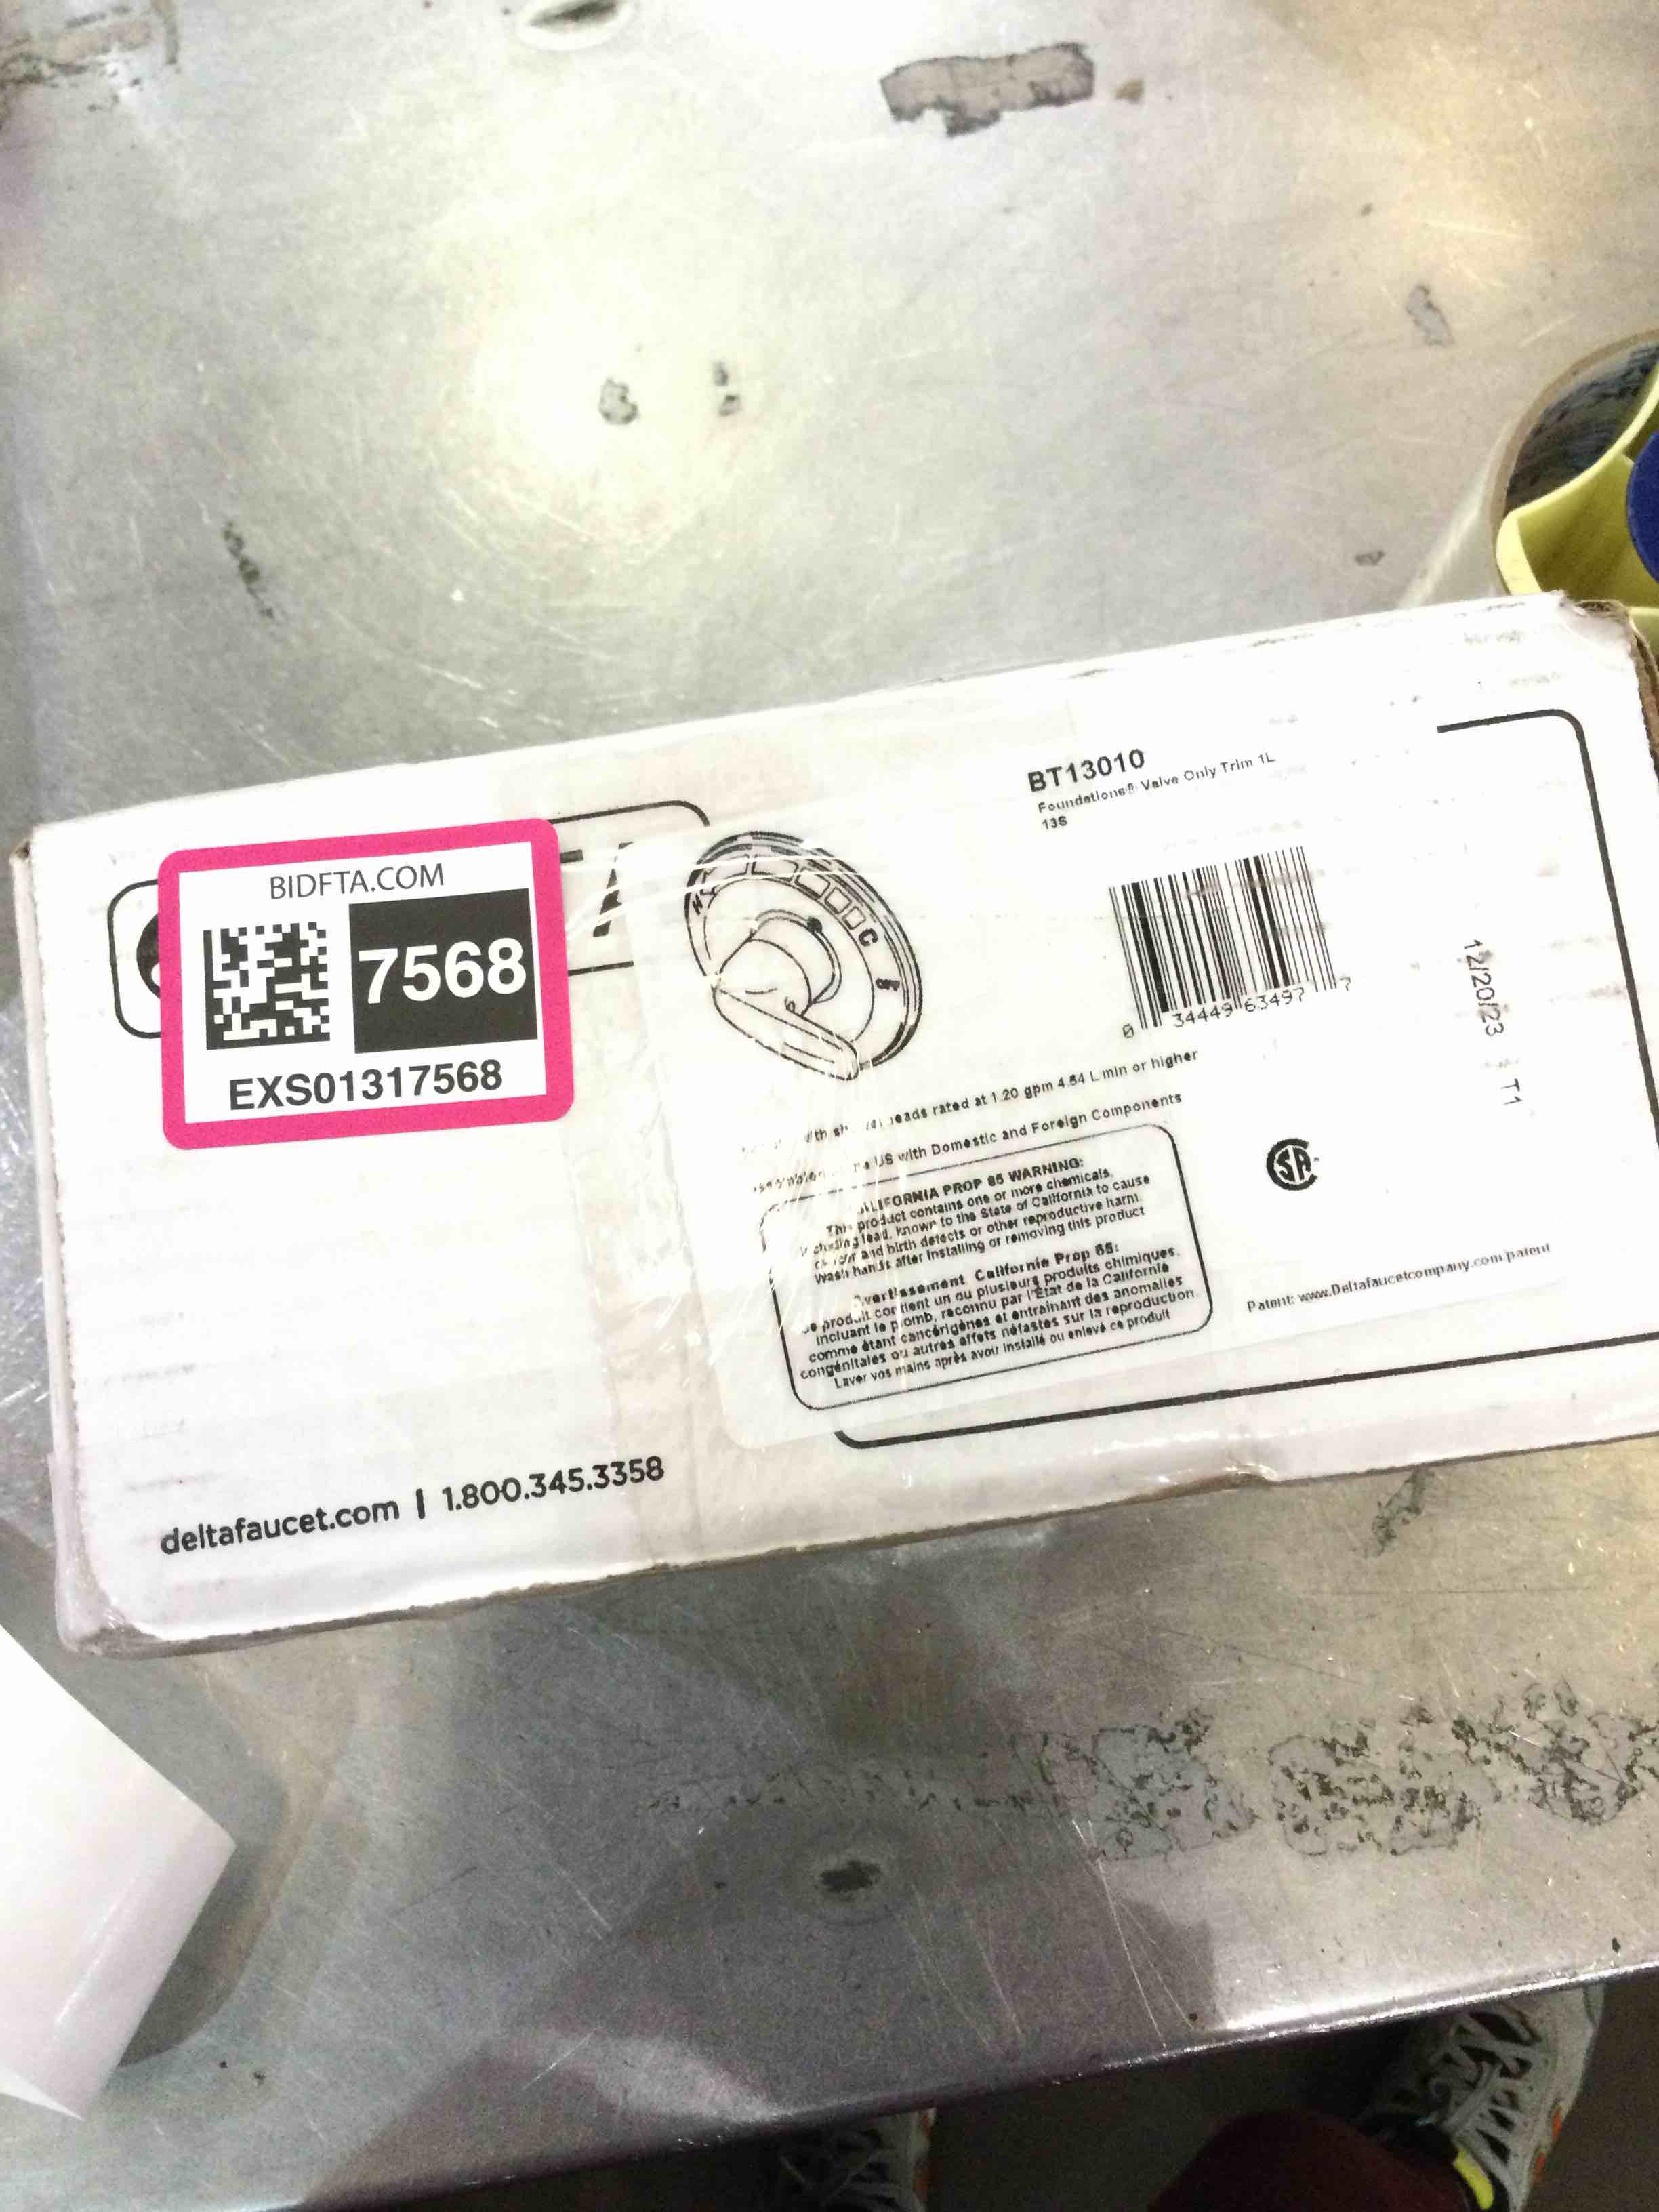 BIDFTA.COM
7568
EXS01317568
BT13010
Foundations® Valve Only Trim 1L
13S
H
C
OFF
0 34449 63497 7
12/20/23 T1
rated at 1.20 gpm 4.54 L min or higher
US with Domestic and Foreign Components
CALIFORNIA PROP 65 WARNING:
This product contains one or more chemicals,
including lead, known to the State of California to cause
cancer and birth defects or other reproductive harm.
Wash hands after installing or removing this product
Avertissement Californie Prop 65:
Ce produit contient un ou plusieurs produits chimiques,
incluant le plomb, reconnu par l'État de la Californie
comme étant cancérigènes et entraînant des anomalies
congénitales ou autres effets néfastes sur la reproduction.
Laver vos mains après avoir installé ou enlevé ce produit
Patent: www.Deltafaucetcompany.com/patent
deltafaucet.com | 1.800.345.3358